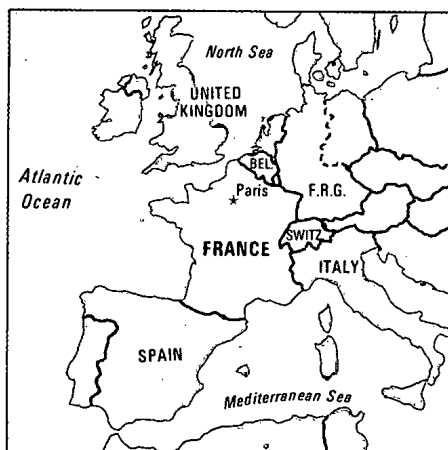 North Sea
UNITED
KINGDOM
Atlantic
Ocean
BEL.
Paris
F.R.G.
FRANCE
SWITZ
ITALY
SPAIN
Mediterranean Sea